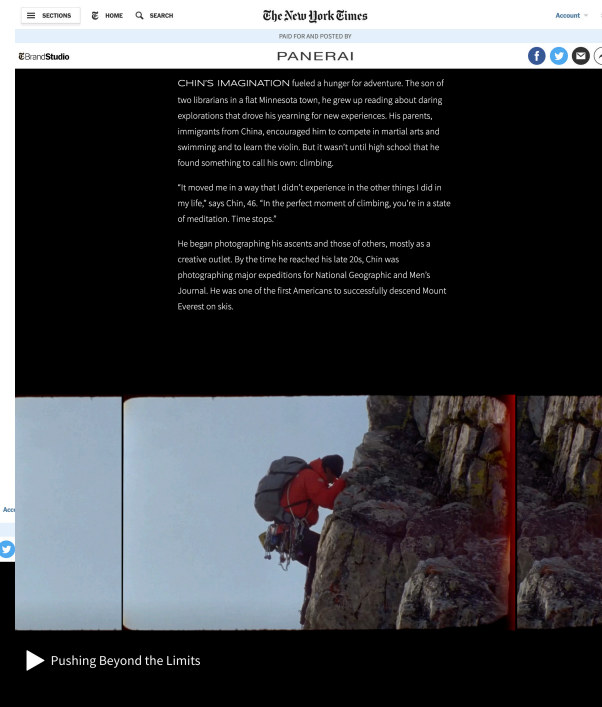 SECTIONS HOME SEARCH The New York Times Account
PAID FOR AND POSTED BY
T BrandStudio PANERAI
CHIN'S IMAGINATION fueled a hunger for adventure. The son of
two librarians in a flat Minnesota town, he grew up reading about daring
explorations that drove his yearning for new experiences. His parents,
immigrants from China, encouraged him to compete in martial arts and
swimming and to learn the violin. But it wasn't until high school that he
found something to call his own: climbing.
"It moved me in a way that I didn't experience in the other things I did in
my life," says Chin, 46. "In the perfect moment of climbing, you're in a state
of meditation. Time stops."
He began photographing his ascents and those of others, mostly as a
creative outlet. By the time he reached his late 20s, Chin was
photographing major expeditions for National Geographic and Men's
Journal. He was one of the first Americans to successfully descend Mount
Everest on skis.
Acco
Pushing Beyond the Limits